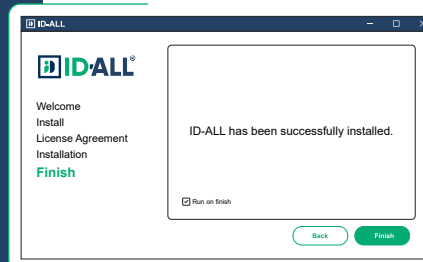 ID-ALL
ID-ALL®
Welcome
Install
License Agreement
Installation
Finish
ID-ALL has been successfully installed.
Run on finish
Back
Finish